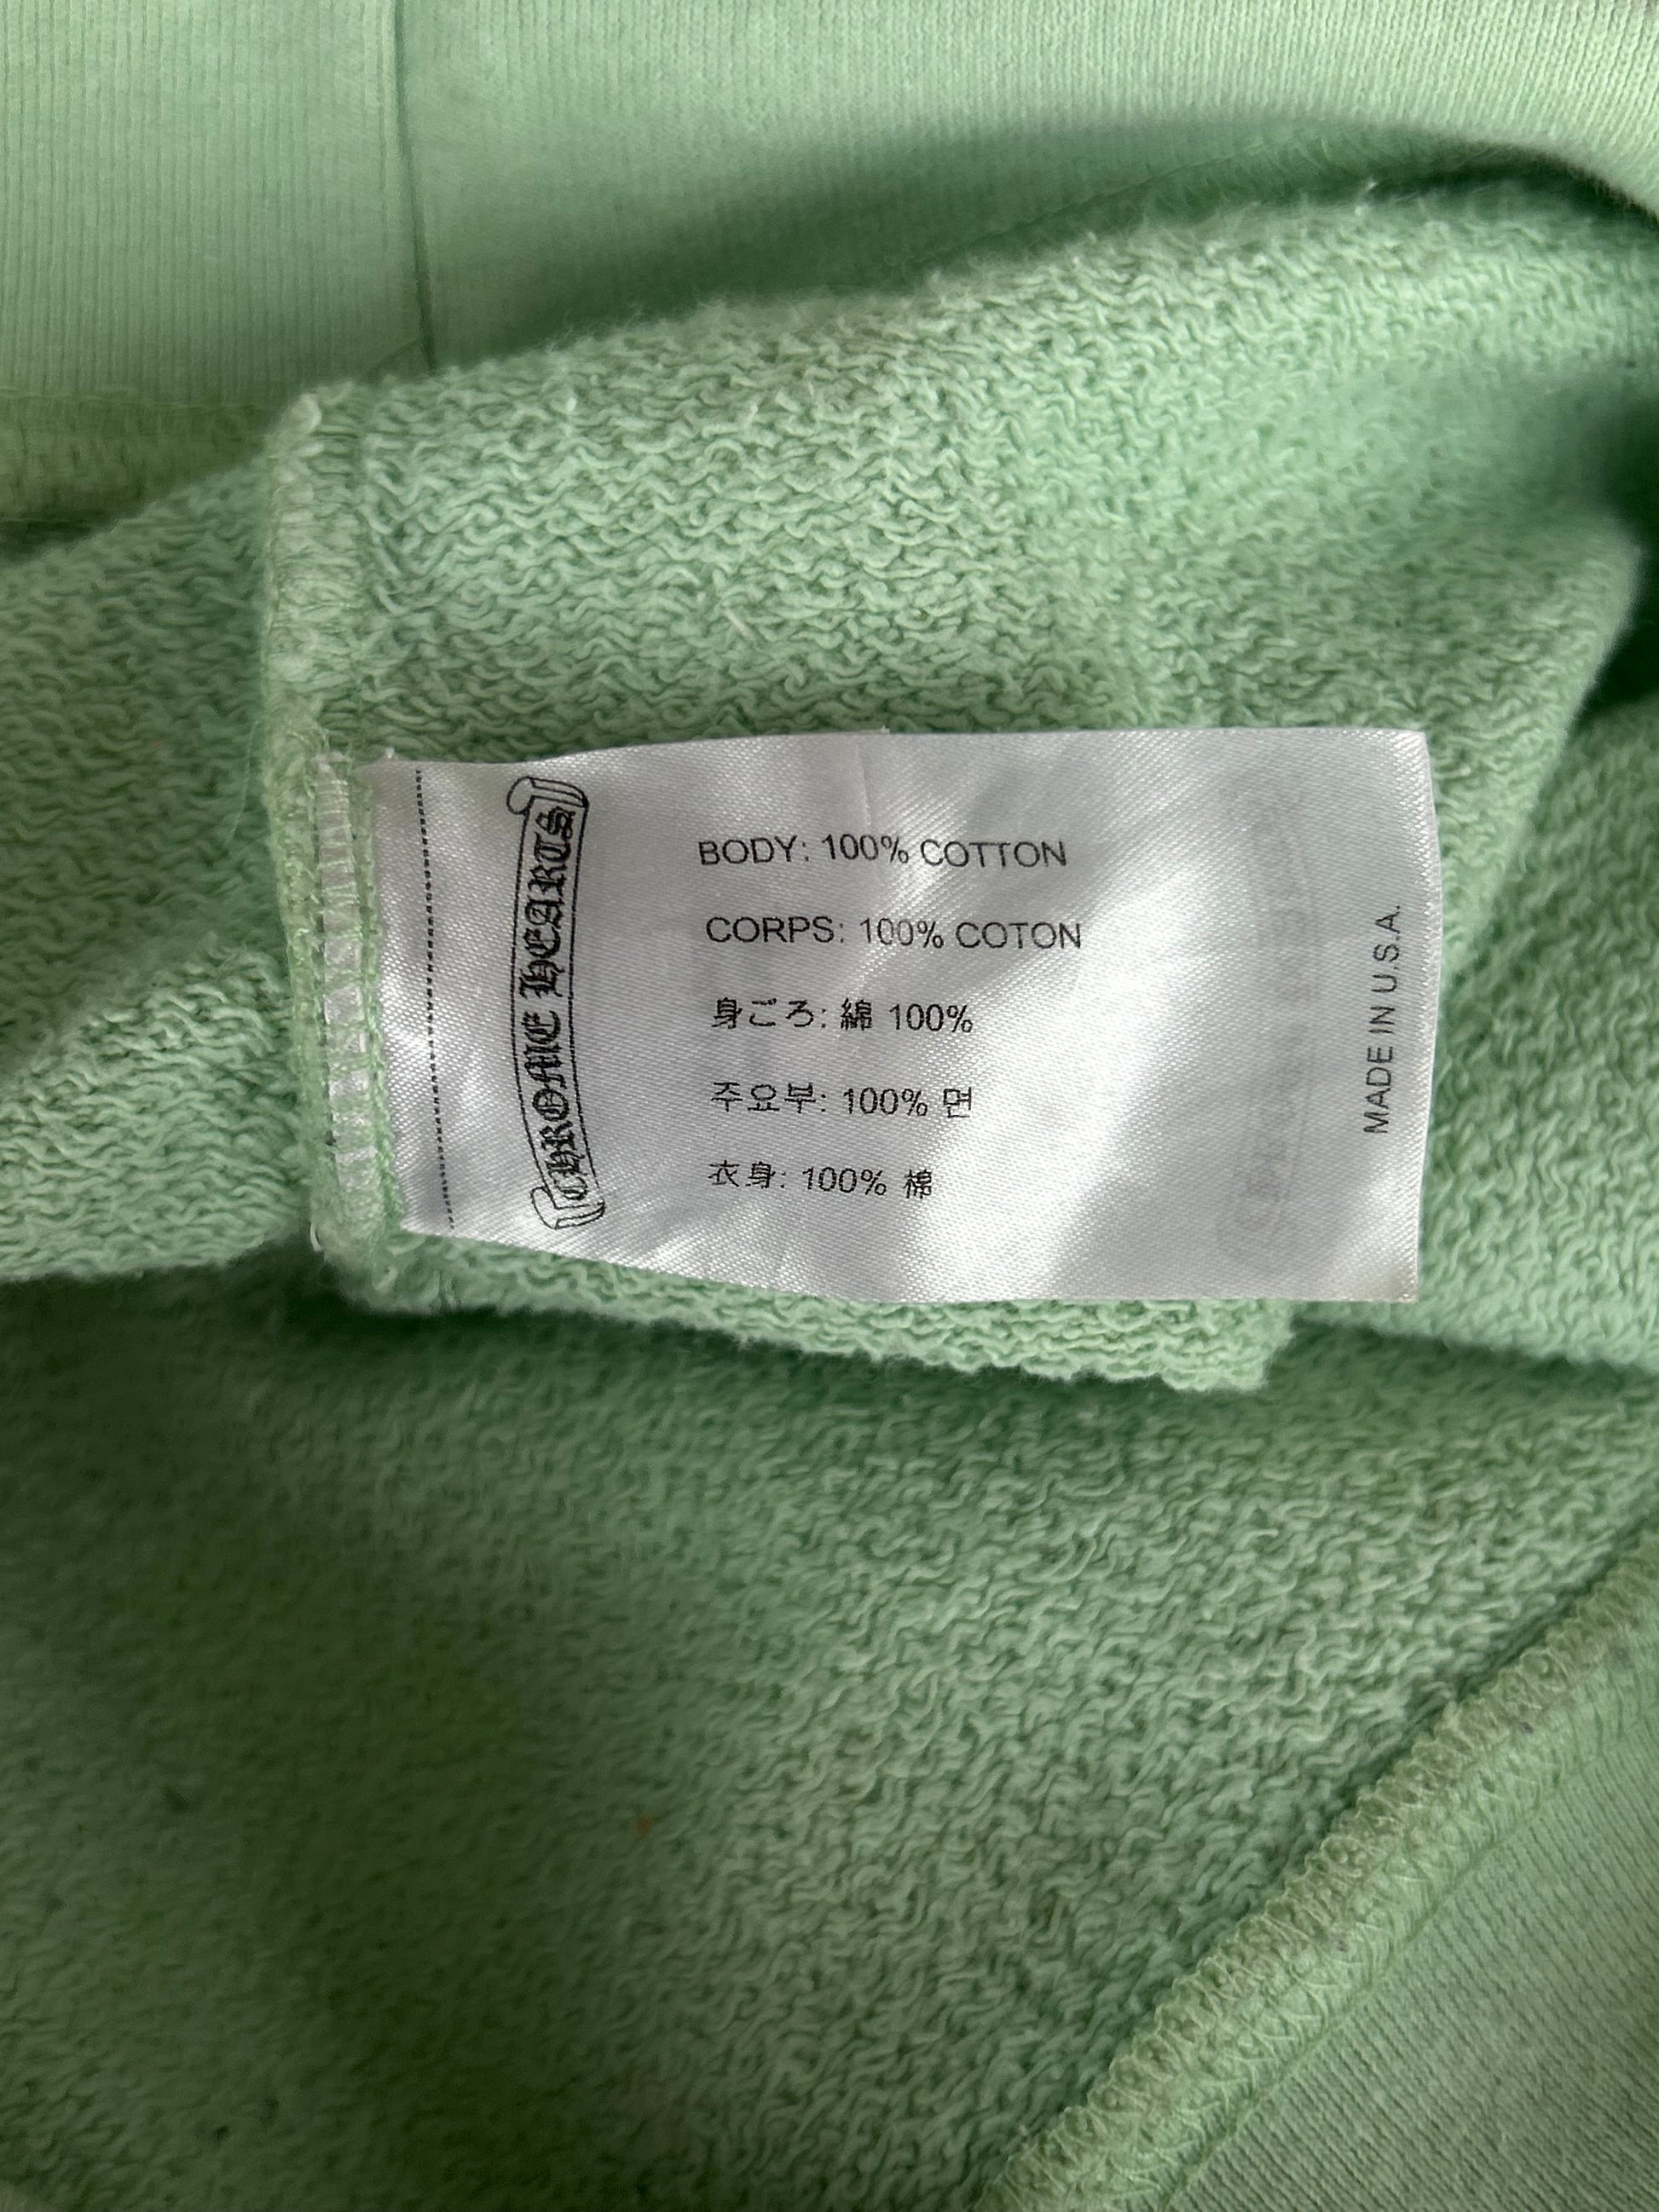 CHROME HEARTS
BODY: 100% COTTON
CORPS: 100% COTON
身ごろ: 綿 100%
주요부: 100% 면
衣身: 100% 棉
MADE IN U.S.A.